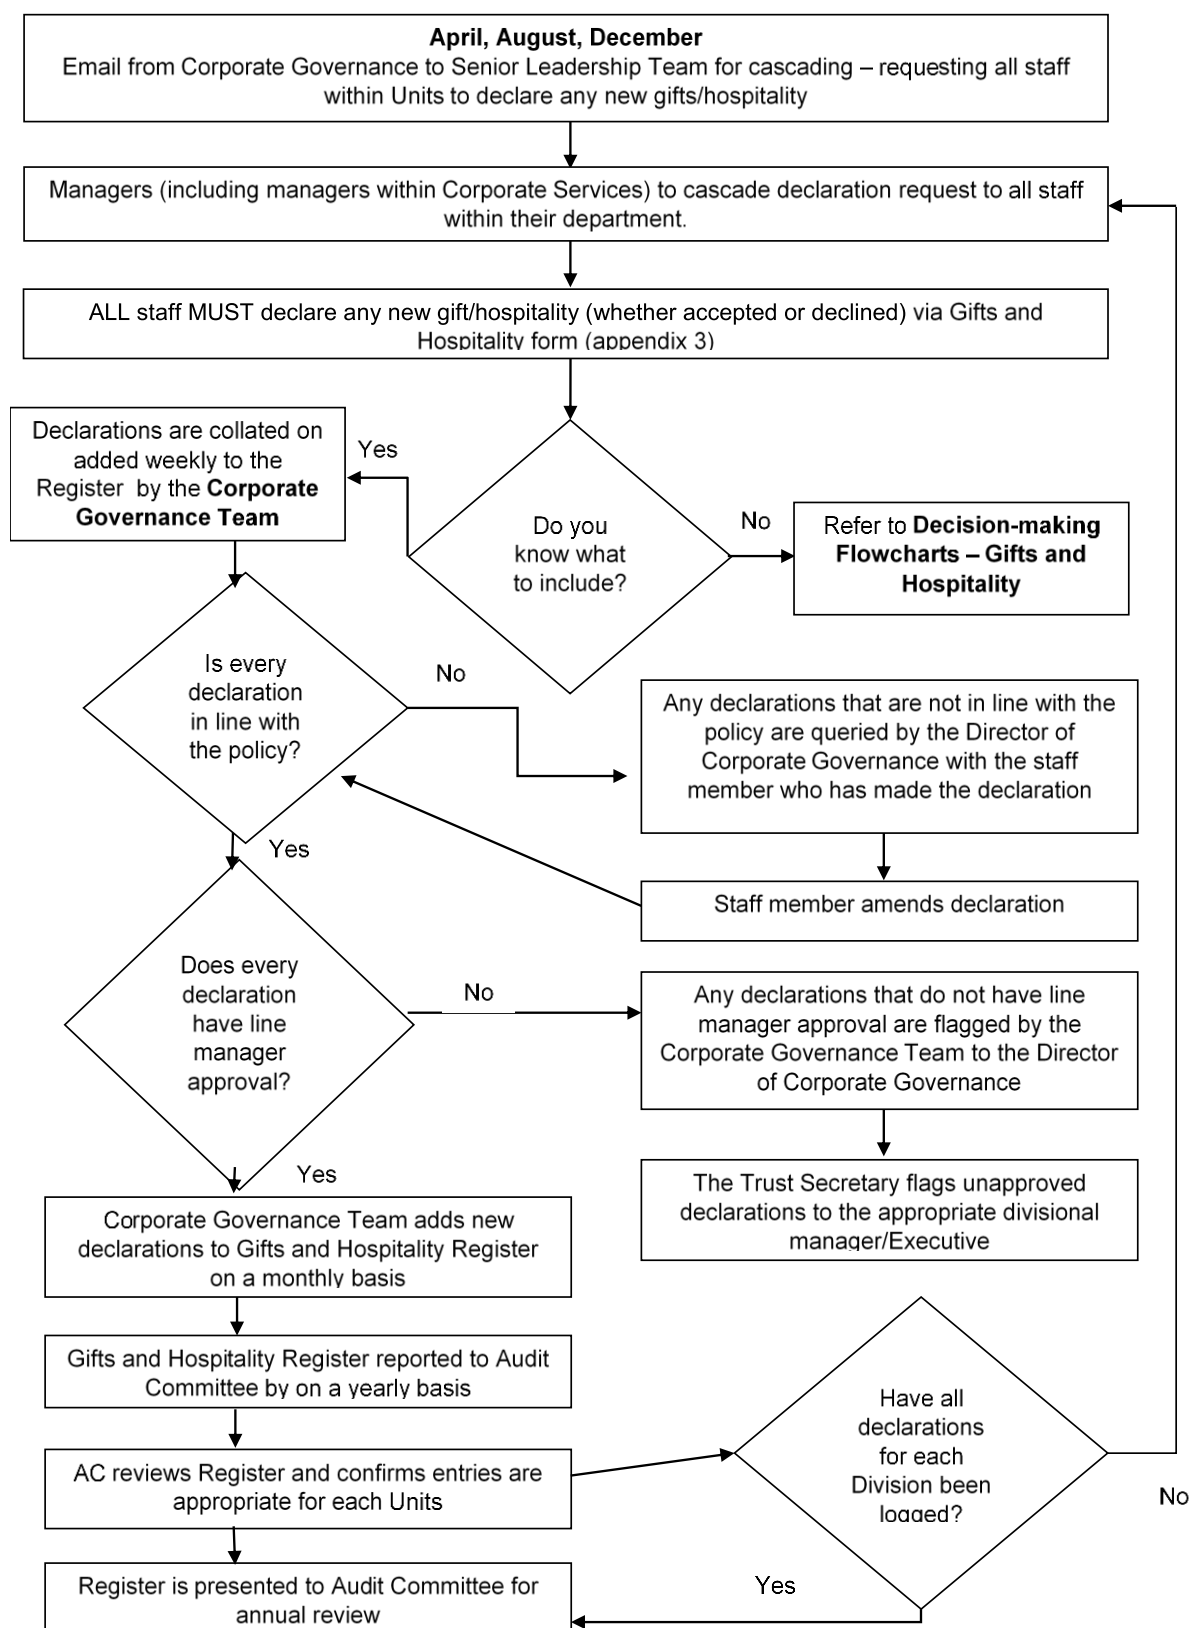 April, August, December
Email from Corporate Governance to Senior Leadership Team for cascading – requesting all staff
within Units to declare any new gifts/hospitality
Managers (including managers within Corporate Services) to cascade declaration request to all staff
within their department.
ALL staff MUST declare any new gift/hospitality (whether accepted or declined) via Gifts and
Hospitality form (appendix 3)
Declarations are collated on
added weekly to the
Register by the Corporate
Governance Team
Yes
Do you
know what
to include?
No
Refer to Decision-making
Flowcharts – Gifts and
Hospitality
Is every
declaration
in line with
the policy?
No
Any declarations that are not in line with the
policy are queried by the Director of
Corporate Governance with the staff
member who has made the declaration
Yes
Staff member amends declaration
Does every
declaration
have line
manager
approval?
No
Any declarations that do not have line
manager approval are flagged by the
Corporate Governance Team to the Director
of Corporate Governance
Yes
The Trust Secretary flags unapproved
declarations to the appropriate divisional
manager/Executive
Corporate Governance Team adds new
declarations to Gifts and Hospitality Register
on a monthly basis
Gifts and Hospitality Register reported to Audit
Committee by on a yearly basis
Have all
declarations
for each
Division been
logged?
No
AC reviews Register and confirms entries are
appropriate for each Units
Yes
Register is presented to Audit Committee for
annual review